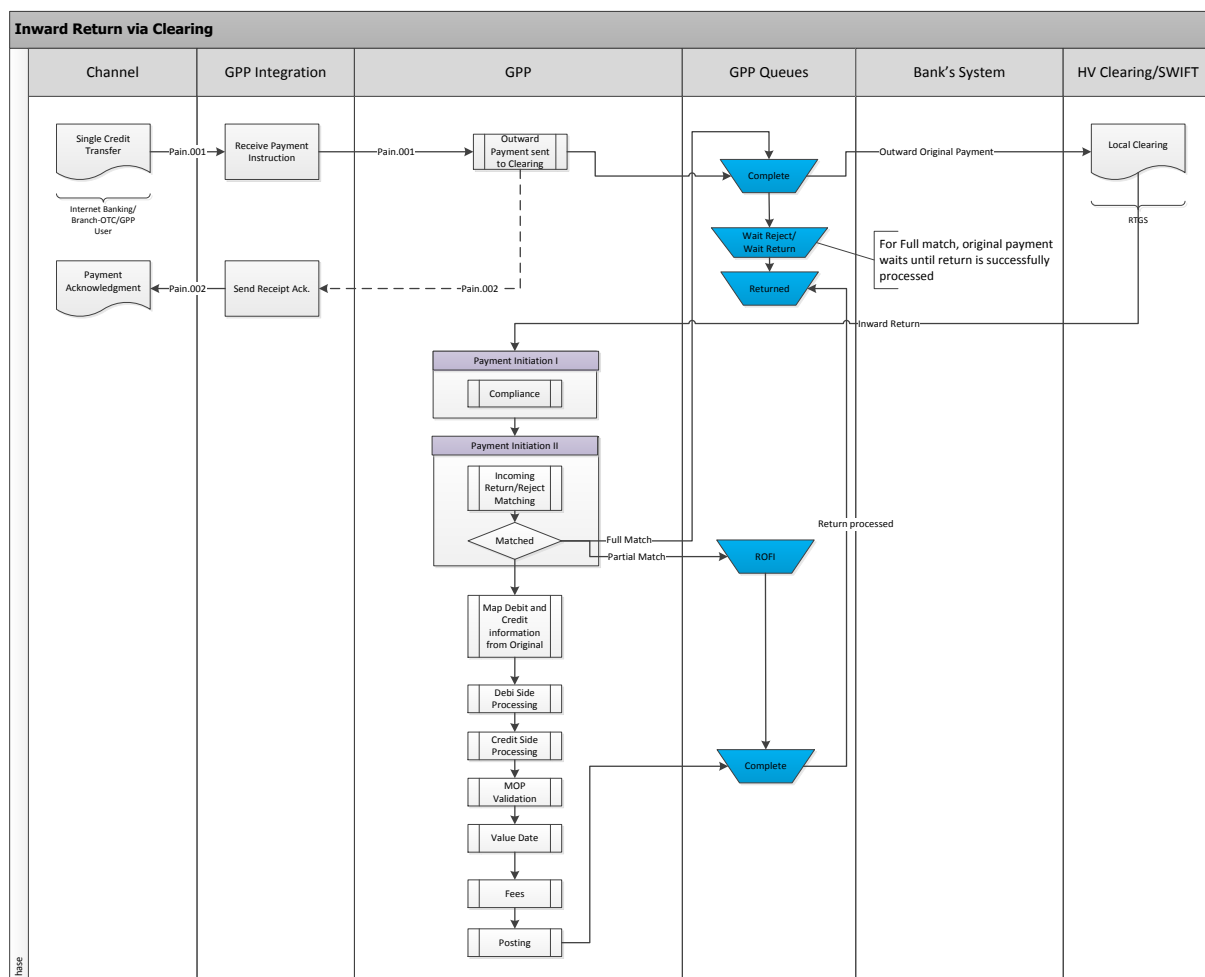 Inward Return via Clearing
Channel
GPP Integration
GPP
GPP Queues
Bank's System
HV Clearing/SWIFT
Single Credit
Transfer
Pain.001
Receive Payment
Instruction
Pain.001
Outward
Payment sent
to Clearing
Complete
Outward Original Payment
Local Clearing
Internet Banking/
Branch-OTC/GPP
User
RTGS
Wait Reject/
Wait Return
For Full match, original payment
waits until return is successfully
processed
Payment
Acknowledgment
Pain.002
Send Receipt Ack.
Pain.002
Returned
Inward Return
Payment Initiation I
Compliance
Payment Initiation II
Incoming
Return/Reject
Matching
Return processed
Matched
Full Match
Partial Match
ROFI
Map Debit and
Credit
information
from Original
Debi Side
Processing
Credit Side
Processing
Complete
MOP
Validation
Value Date
Fees
Posting
hase